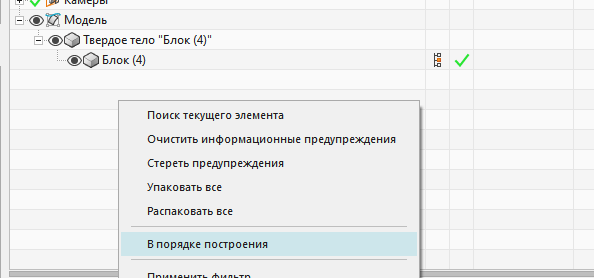 Камеры
Модель
Твердое тело "Блок (4)"
Блок (4)
Поиск текущего элемента
Очистить информационные предупреждения
Стереть предупреждения
Упаковать все
Распаковать все
В порядке построения
Применить фильтр